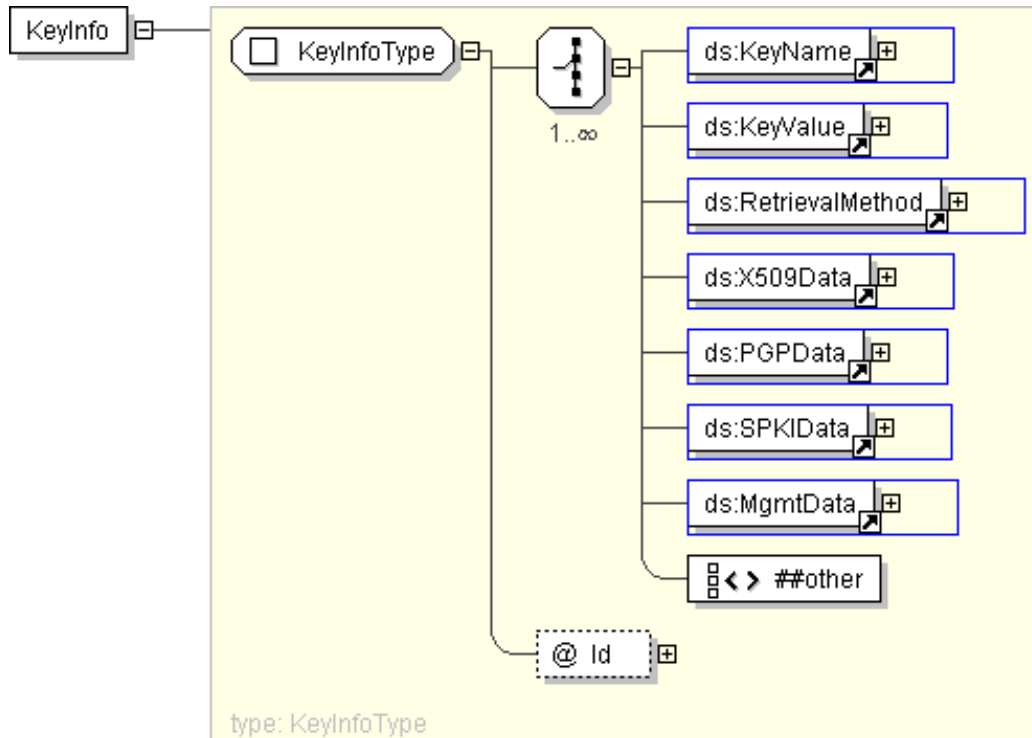 KeyInfo
KeyInfoType
1..∞
ds:KeyName
ds:KeyValue
ds:RetrievalMethod
ds:X509Data
ds:PGPData
ds:SPKIData
ds:MgmtData
##other
@ Id
type: KeyInfoType